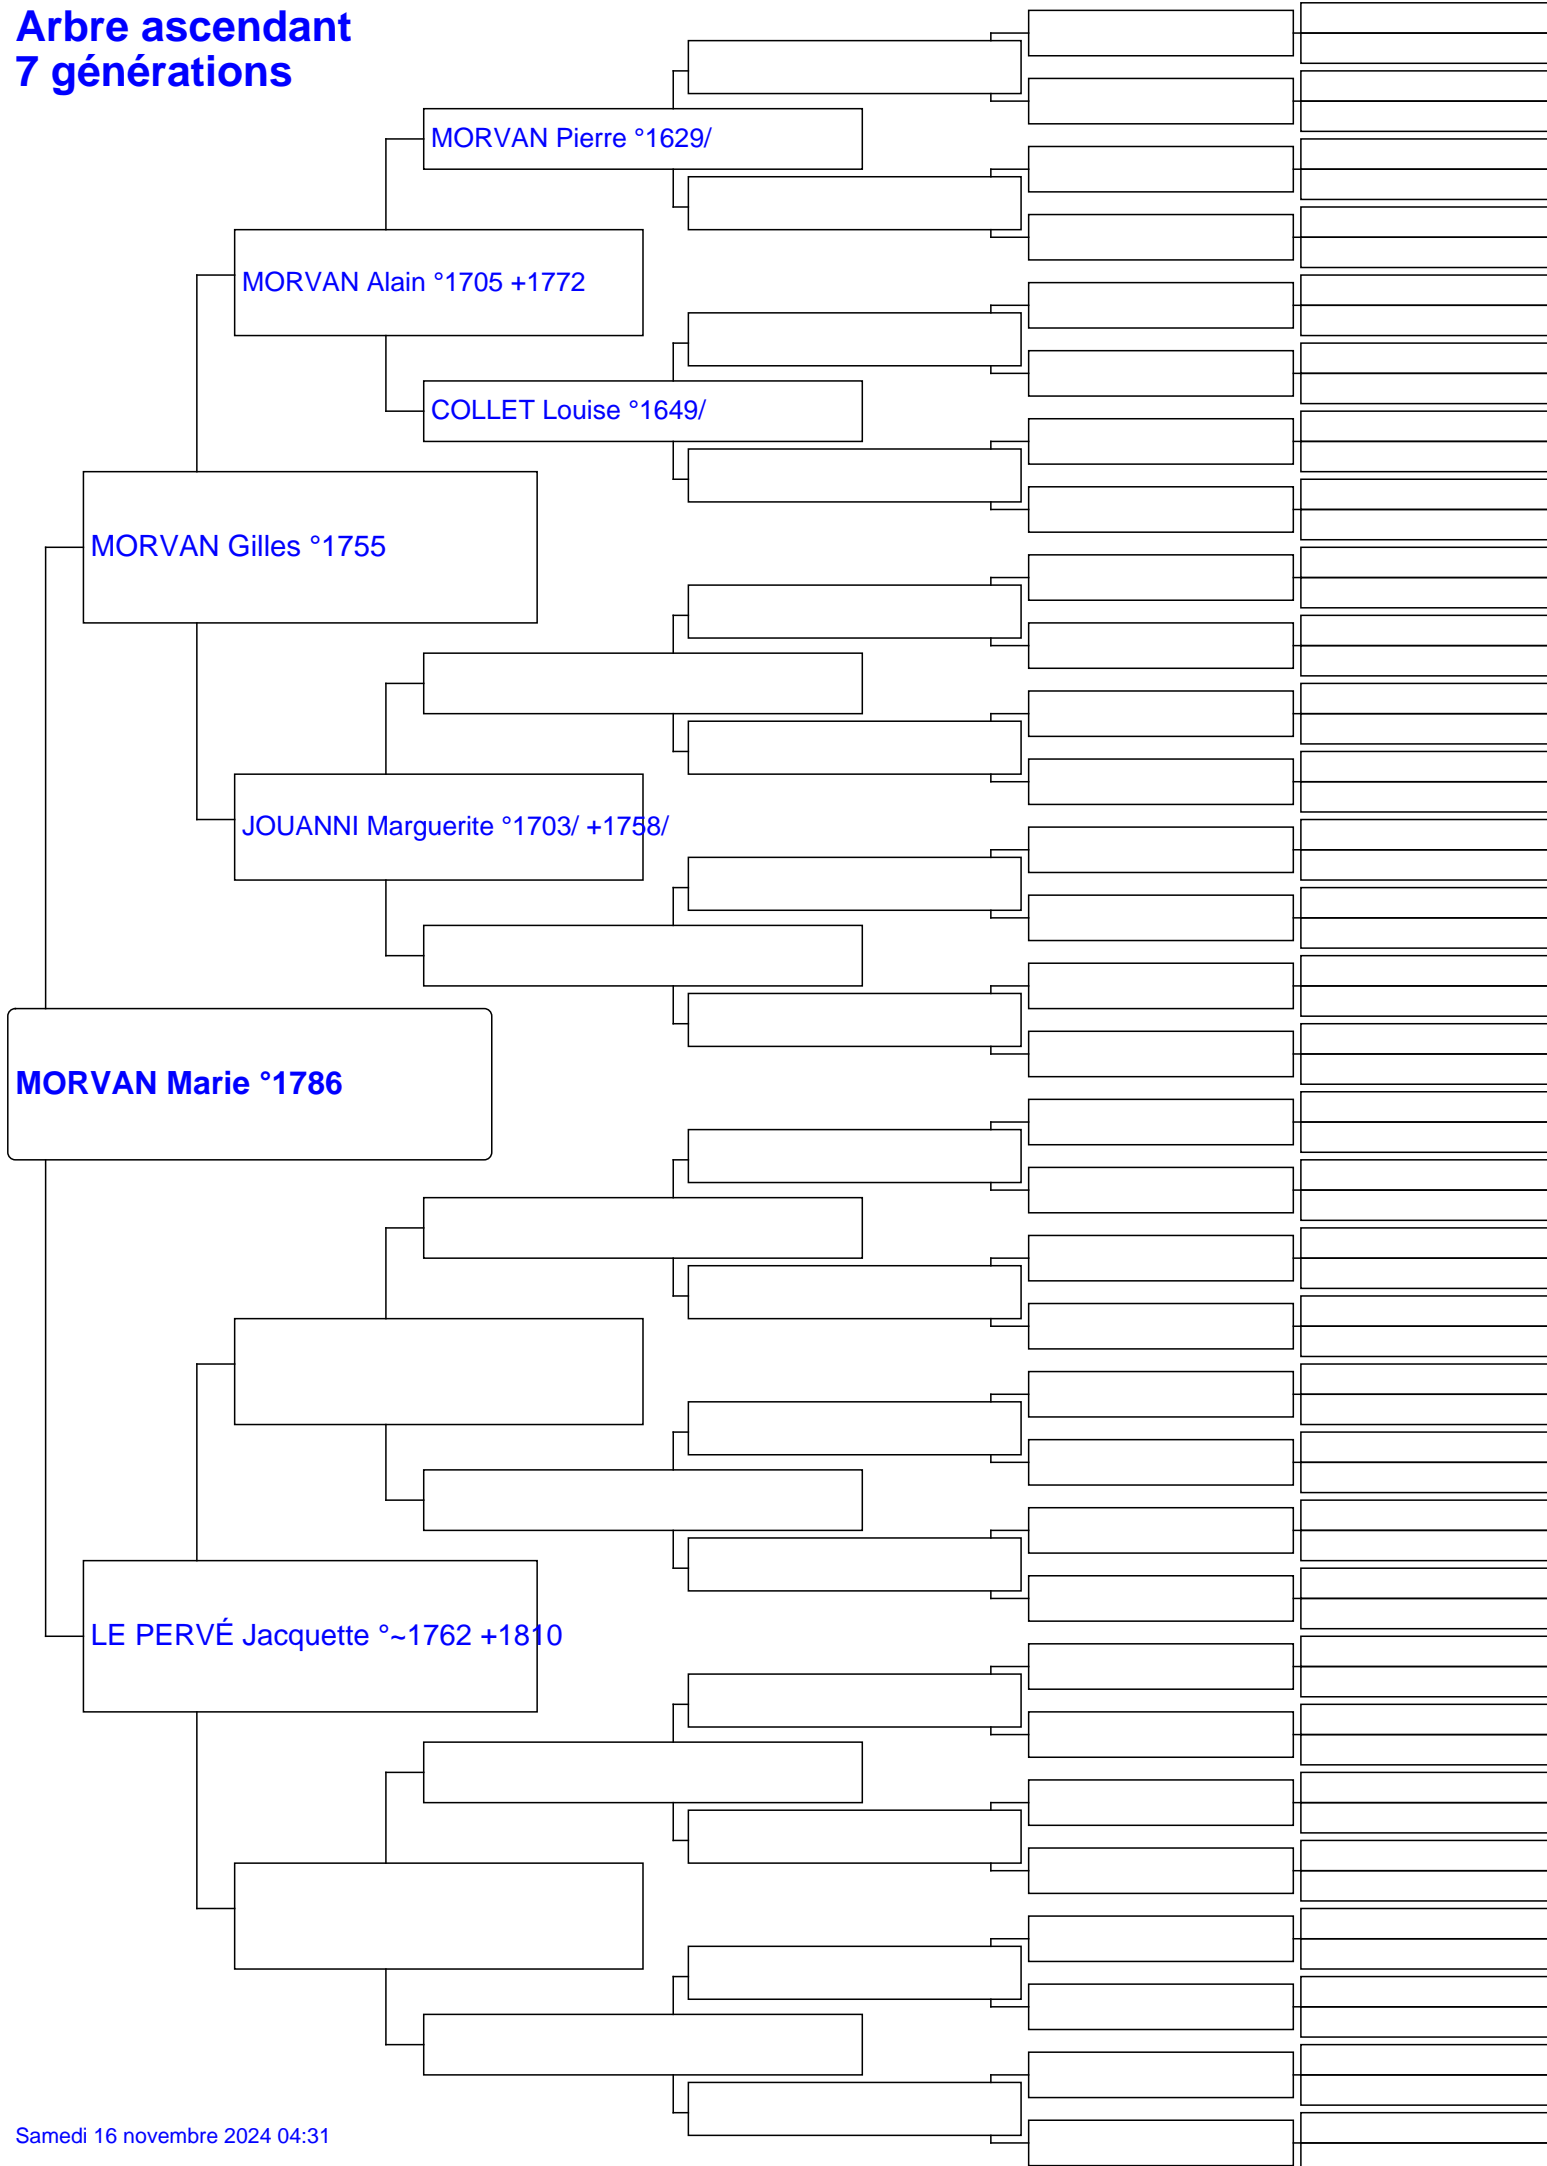 Arbre ascendant
7 générations
MORVAN Pierre °1629/
MORVAN Alain °1705 +1772
COLLET Louise °1649/
MORVAN Gilles °1755
JOUANNI Marguerite °1703/ +1758/
MORVAN Marie °1786
LE PERVÉ Jacquette °~1762 +1810
Samedi 16 novembre 2024 04:31